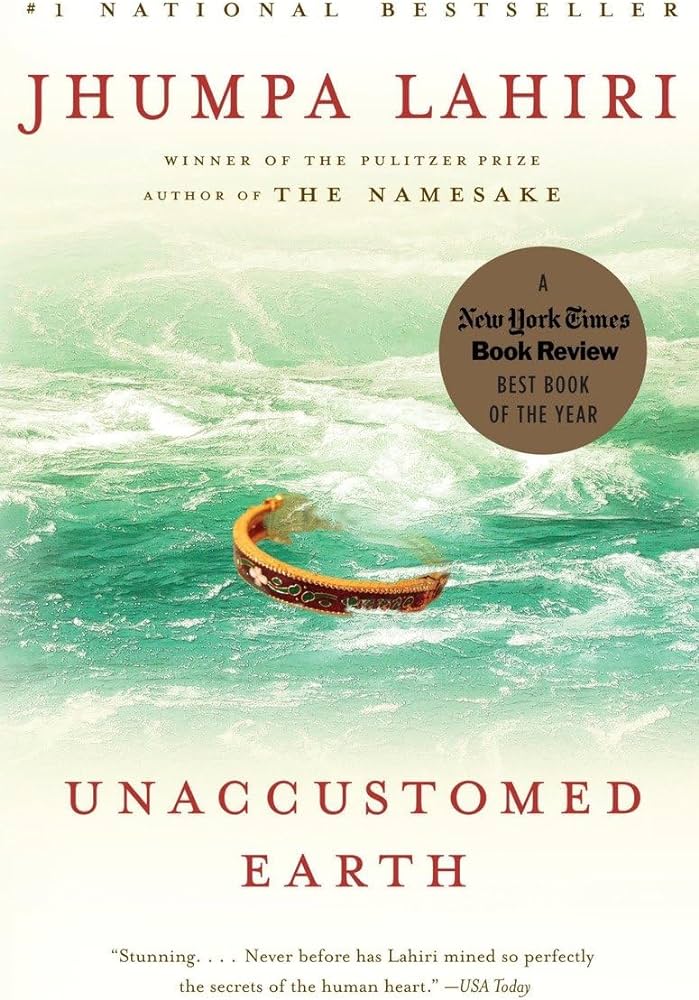 #1 NATIONAL BESTSELLER
JHUMPA LAHIRI
WINNER OF THE PULITZER PRIZE
AUTHOR OF THE NAMESAKE
A
New York Times
Book Review
BEST BOOK
OF THE YEAR
UNACCUSTOMED
EARTH
“Stunning. . . . Never before has Lahiri mined so perfectly
the secrets of the human heart.” —USA Today